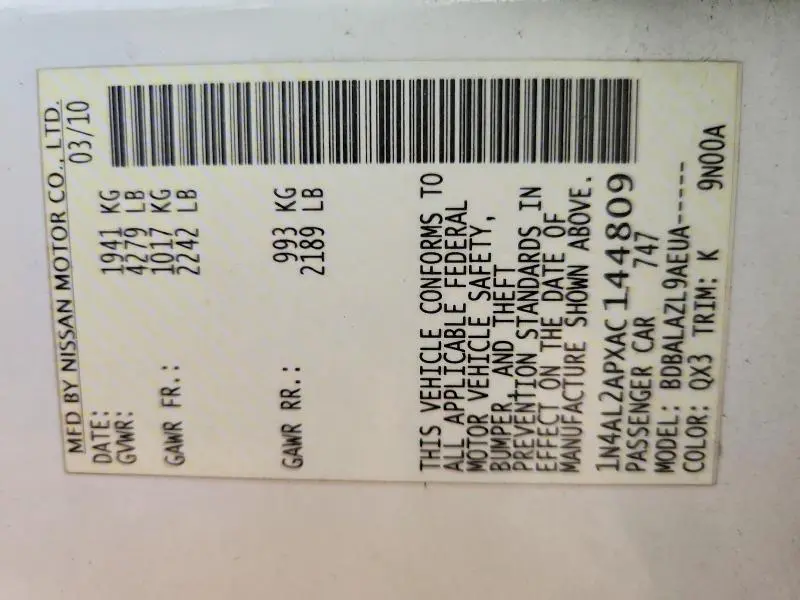 MFD BY NISSAN MOTOR CO., LTD.
DATE: 03/10
GVWR: 1941 KG
4279 LB
GAWR FR.: 1017 KG
2242 LB
GAWR RR.: 993 KG
2189 LB
THIS VEHICLE CONFORMS TO
ALL APPLICABLE FEDERAL
MOTOR VEHICLE SAFETY,
BUMPER, AND THEFT
PREVENTION STANDARDS IN
EFFECT ON THE DATE OF
MANUFACTURE SHOWN ABOVE.
1N4AL2APXAC144809
PASSENGER CAR 747
MODEL: BDBALAZL9AEUA-----
COLOR: QX3 TRIM: K 9N00A